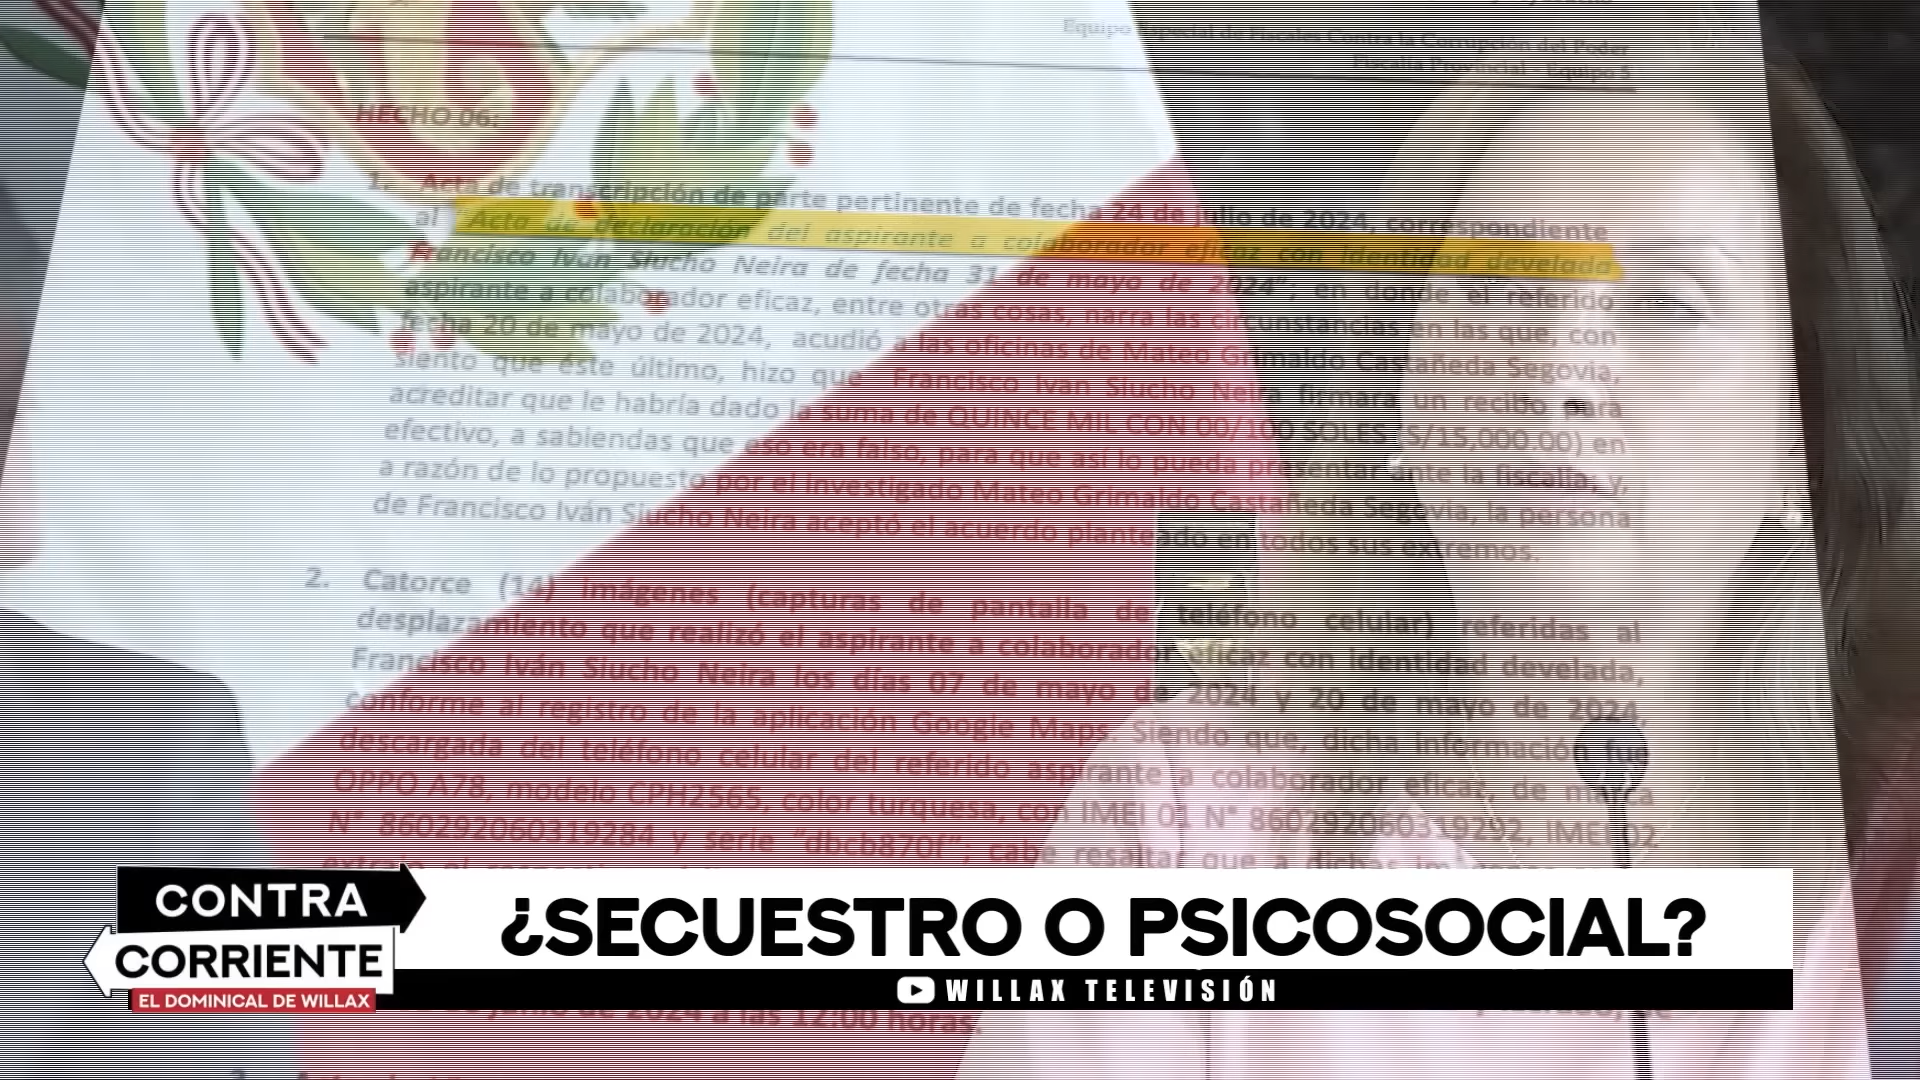 Equipo Especial de Fiscales Contra la Corrupción del Poder
Fiscalía Provincial - Equipo 5
HECHO 06:
1. Acta de transcripción de parte pertinente de fecha 24 de julio de 2024, correspondiente
al "Acta de declaración del aspirante a colaborador eficaz con identidad develada
Francisco Iván Siucho Neira de fecha 31 de mayo de 2024", en donde el referido
aspirante a colaborador eficaz, entre otras cosas, narra las circunstancias en las que, con
fecha 20 de mayo de 2024, acudió a las oficinas de Mateo Grimaldo Castañeda Segovia,
siento que éste último, hizo que Francisco Ivan Siucho Neira firmara un recibo para
acreditar que le habría dado la suma de QUINCE MIL CON 00/100 SOLES (S/15,000.00) en
efectivo, a sabiendas que eso era falso, para que así lo pueda presentar ante la fiscalía; y,
a razón de lo propuesto por el investigado Mateo Grimaldo Castañeda Segovia, la persona
de Francisco Iván Siucho Neira aceptó el acuerdo planteado en todos sus extremos.
2. Catorce (14) Imágenes (capturas de pantalla de teléfono celular) referidas al
desplazamiento que realizó el aspirante a colaborador eficaz con identidad develada,
Francisco Iván Siucho Neira los días 07 de mayo de 2024 y 20 de mayo de 2024,
conforme al registro de la aplicación Google Maps. Siendo que, dicha información fue
descargada del teléfono celular del referido aspirante a colaborador eficaz, de marca
OPPO A78, modelo CPH2565, color turquesa, con IMEI 01 N° 860292060319292, IMEI 02
N° 860292060319284 y serie "dbcb870f"; cabe resaltar que a dichas
de 2024 a las 12:00 horas.
CONTRA
CORRIENTE
EL DOMINICAL DE WILLAX
¿SECUESTRO O PSICOSOCIAL?
WILLAX TELEVISIÓN